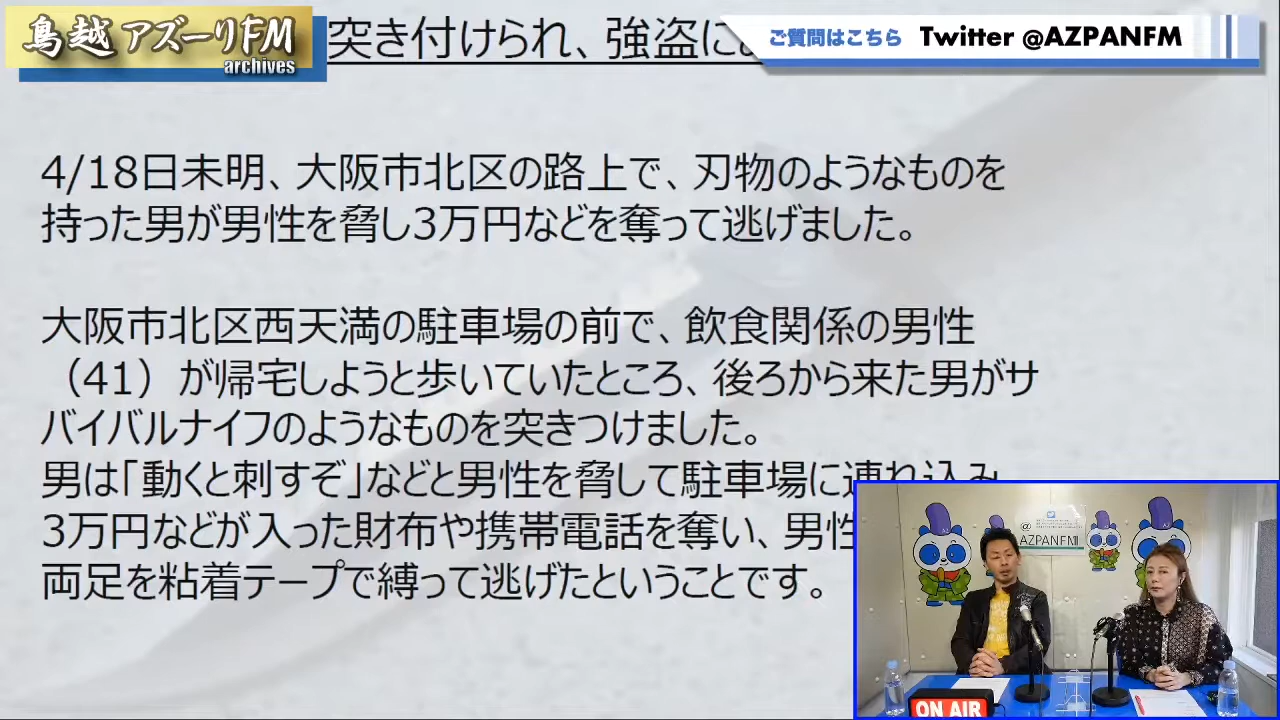 鳥越 アズーリFM
archives
突き付けられ、強盗に
ご質問はこちら Twitter @AZPANFM
4/18日未明、大阪市北区の路上で、刃物のようなものを
持った男が男性を脅し3万円などを奪って逃げました。
大阪市北区西天満の駐車場の前で、飲食関係の男性
（41）が帰宅しようと歩いていたところ、後ろから来た男がサ
バイバルナイフのようなものを突きつけました。
男は「動くと刺すぞ」などと男性を脅して駐車場に連れ込み
3万円などが入った財布や携帯電話を奪い、男性
両足を粘着テープで縛って逃げたということです。
@
AZPANFM
ON AIR